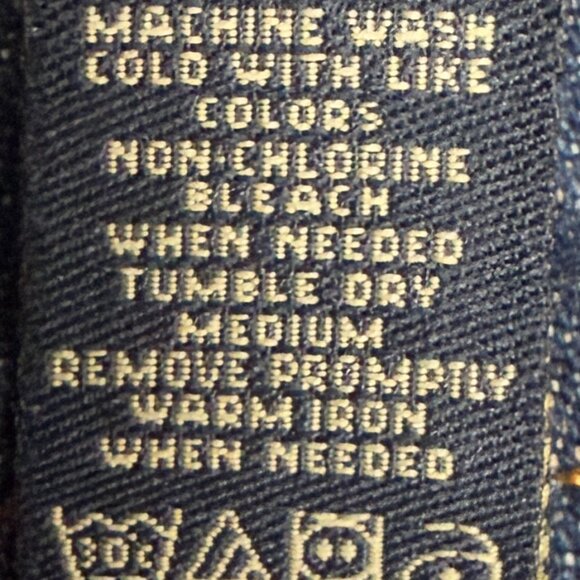 MACHINE WASH
COLD WITH LIKE
COLORS
NON-CHLORINE
BLEACH
WHEN NEEDED
TUMBLE DRY
MEDIUM
REMOVE PROMPTLY
WARM IRON
WHEN NEEDED